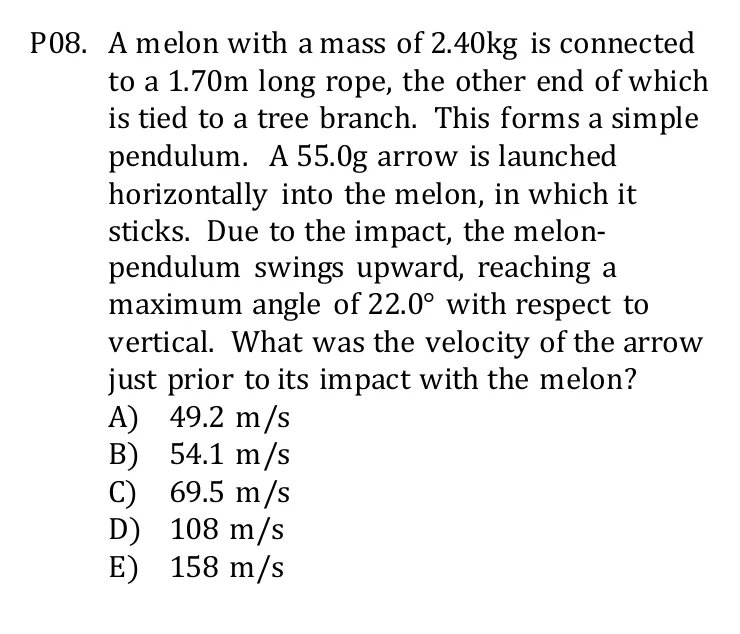 P08. A melon with a mass of 2.40kg is connected
to a 1.70m long rope, the other end of which
is tied to a tree branch. This forms a simple
pendulum. A 55.0g arrow is launched
horizontally into the melon, in which it
sticks. Due to the impact, the melon-
pendulum swings upward, reaching a
maximum angle of 22.0° with respect to
vertical. What was the velocity of the arrow
just prior to its impact with the melon?
A) 49.2 m/s
B) 54.1 m/s
C) 69.5 m/s
D) 108 m/s
E) 158 m/s